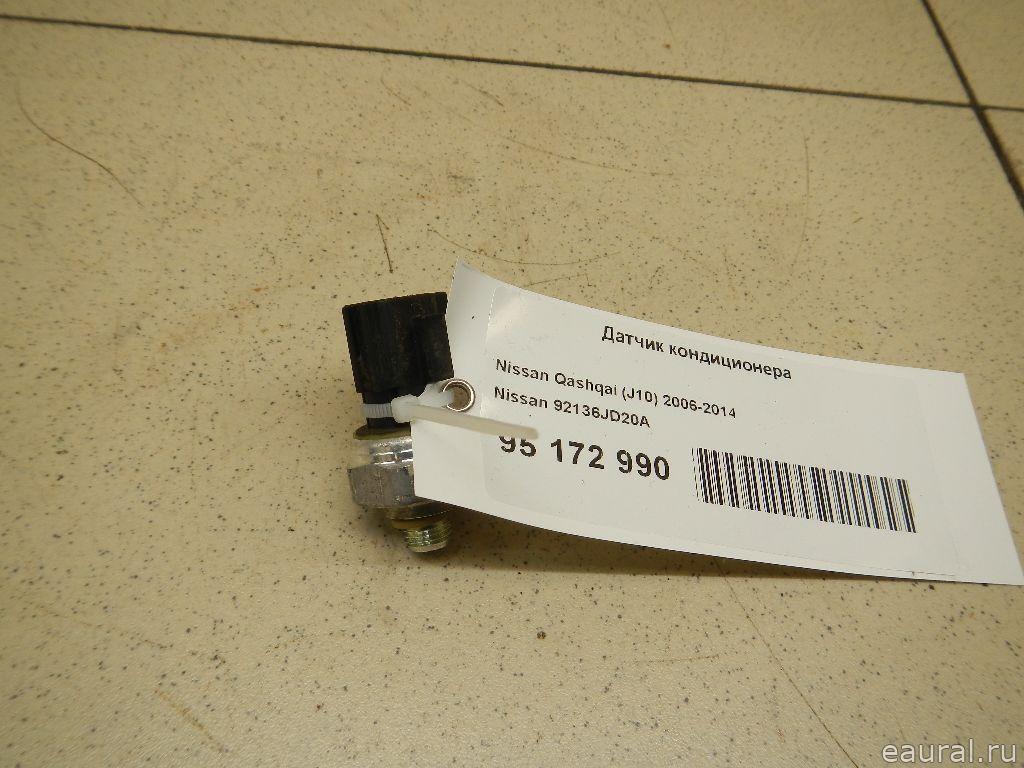 Датчик кондиционера
Nissan Qashqai (J10) 2006-2014
Nissan 92136JD20A
95 172 990
eaural.ru